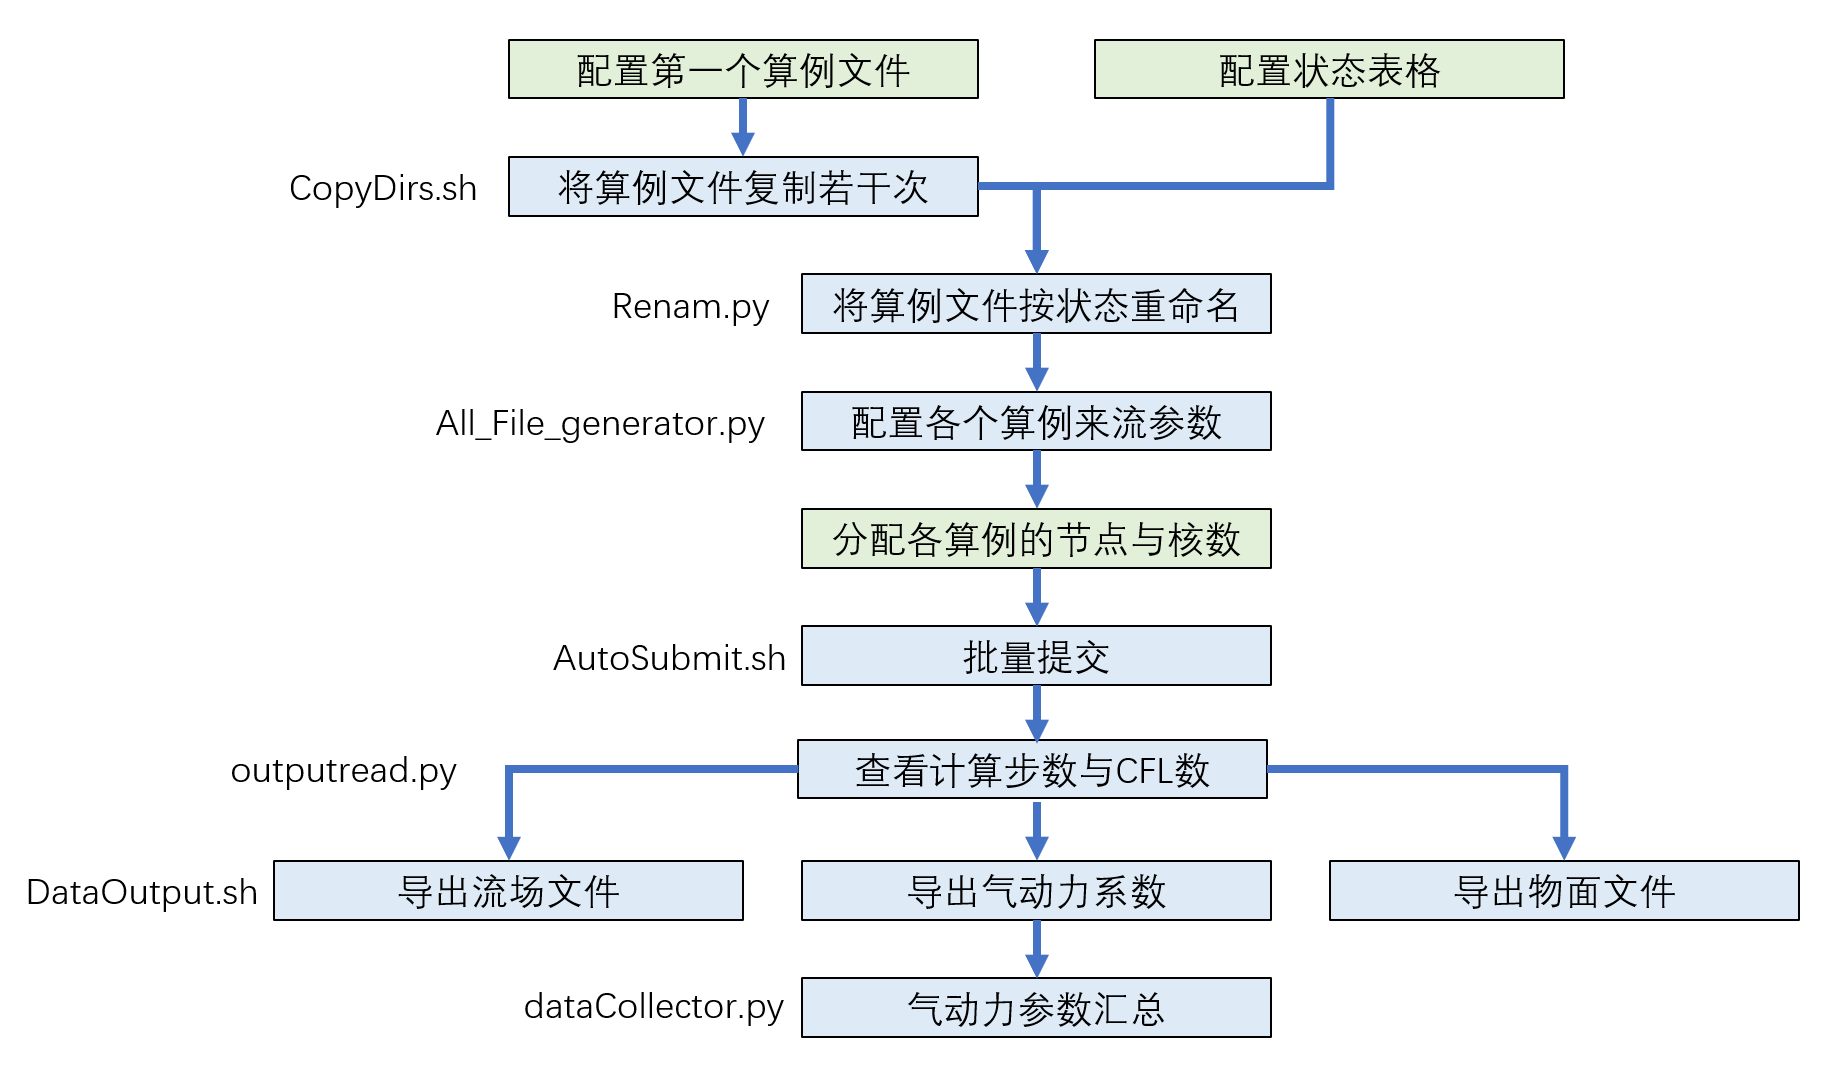 配置第一个算例文件
配置状态表格
CopyDirs.sh
将算例文件复制若干次
Renam.py
将算例文件按状态重命名
All_File_generator.py
配置各个算例来流参数
分配各算例的节点与核数
AutoSubmit.sh
批量提交
outputread.py
查看计算步数与CFL数
DataOutput.sh
导出流场文件
导出气动力系数
导出物面文件
dataCollector.py
气动力参数汇总